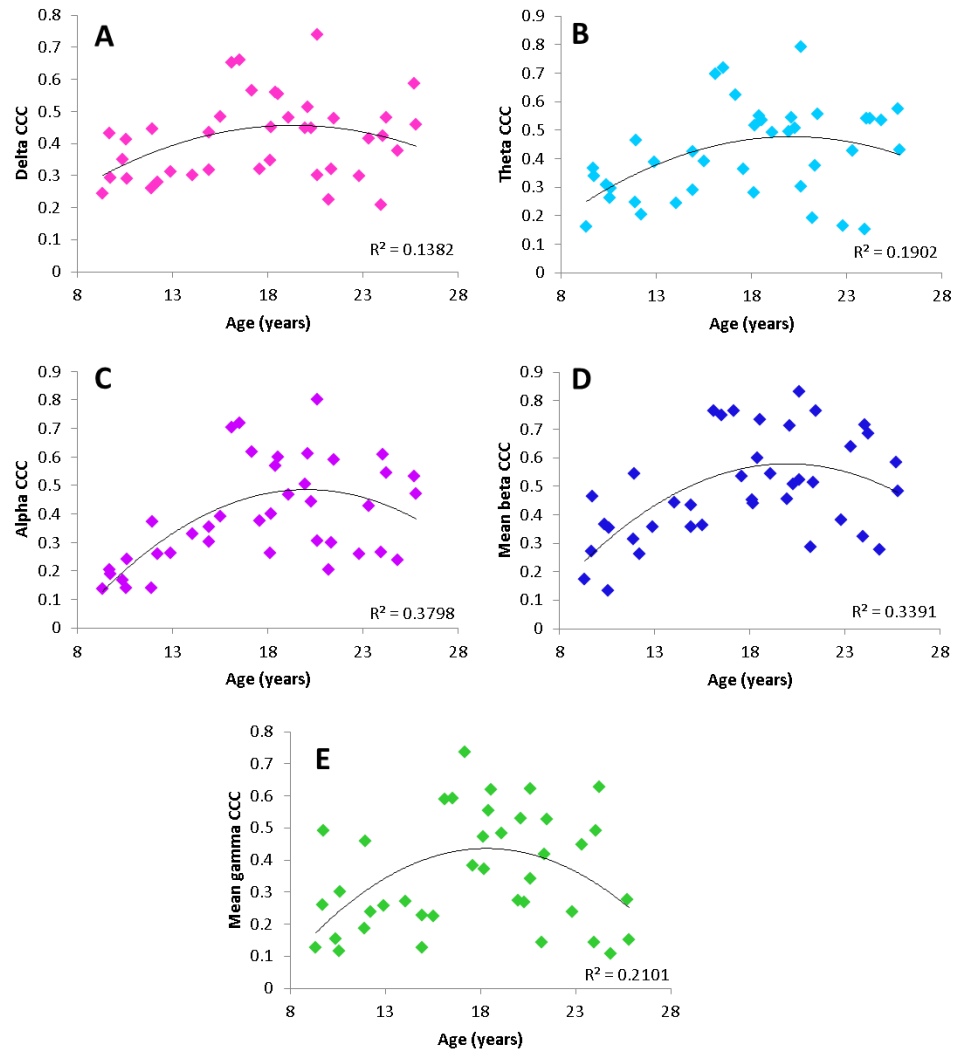 A
Delta CCC
0.8
0.7
0.6
0.5
0.4
0.3
0.2
0.1
0
R² = 0.1382
8 13 18 23 28
Age (years)
B
Theta CCC
0.9
0.8
0.7
0.6
0.5
0.4
0.3
0.2
0.1
0
R² = 0.1902
8 13 18 23 28
Age (years)
C
Alpha CCC
0.9
0.8
0.7
0.6
0.5
0.4
0.3
0.2
0.1
0
R² = 0.3798
8 13 18 23 28
Age (years)
D
Mean beta CCC
0.9
0.8
0.7
0.6
0.5
0.4
0.3
0.2
0.1
0
R² = 0.3391
8 13 18 23 28
Age (years)
E
Mean gamma CCC
0.8
0.7
0.6
0.5
0.4
0.3
0.2
0.1
0
R² = 0.2101
8 13 18 23 28
Age (years)